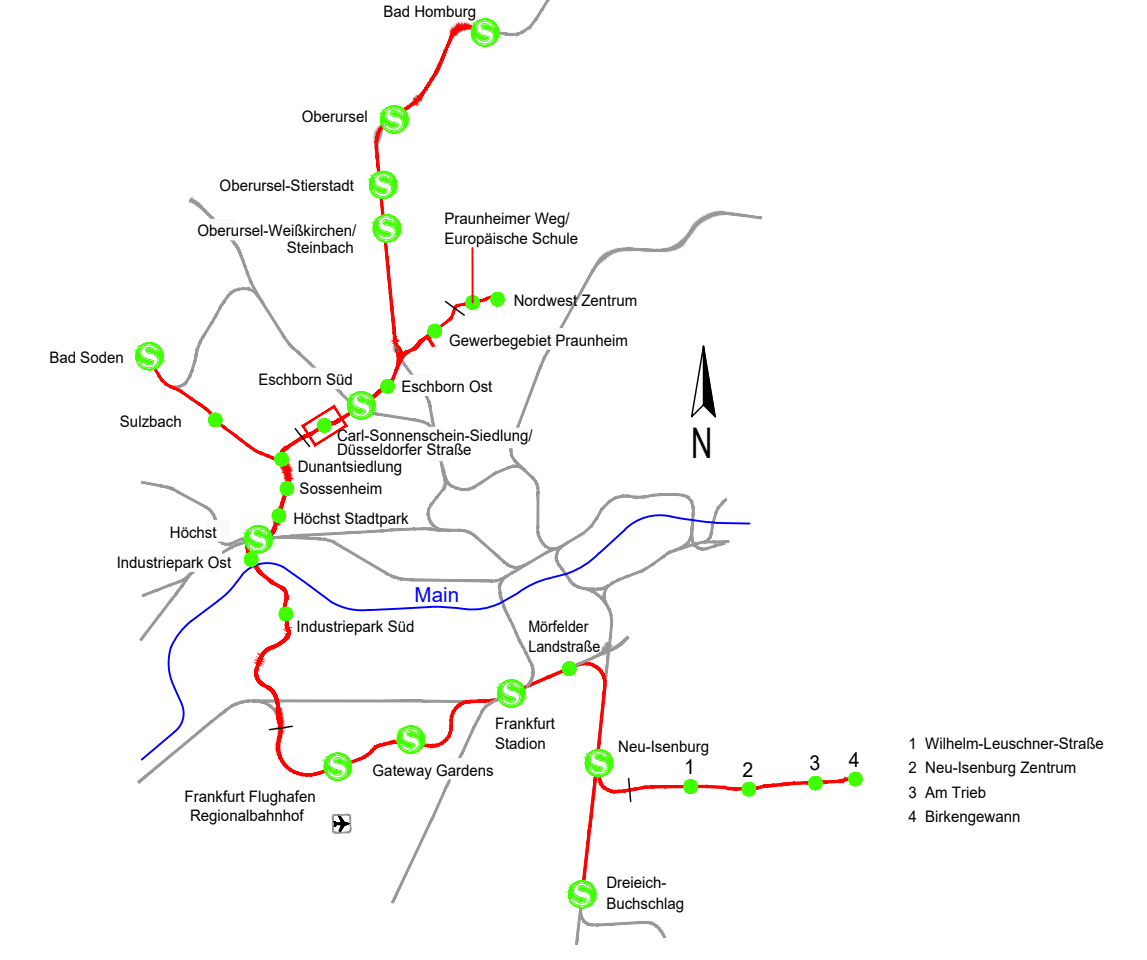 Bad Homburg
S
Oberursel
S
Oberursel-Stierstadt
S
Oberursel-Weißkirchen/
Steinbach
S
Praunheimer Weg/
Europäische Schule
Nordwest Zentrum
Gewerbegebiet Praunheim
Bad Soden
S
Eschborn Süd
S
Eschborn Ost
Sulzbach
Carl-Sonnenschein-Siedlung/
Düsseldorfer Straße
Dunantsiedlung
Sossenheim
Höchst Stadtpark
Höchst
S
Industriepark Ost
N
Main
Industriepark Süd
Mörfelder
Landstraße
S
Frankfurt
Stadion
S
Gateway Gardens
S
Frankfurt Flughafen
Regionalbahnhof
Neu-Isenburg
S
1
2
3
4
1 Wilhelm-Leuschner-Straße
2 Neu-Isenburg Zentrum
3 Am Trieb
4 Birkengewann
S
Dreieich-
Buchschlag